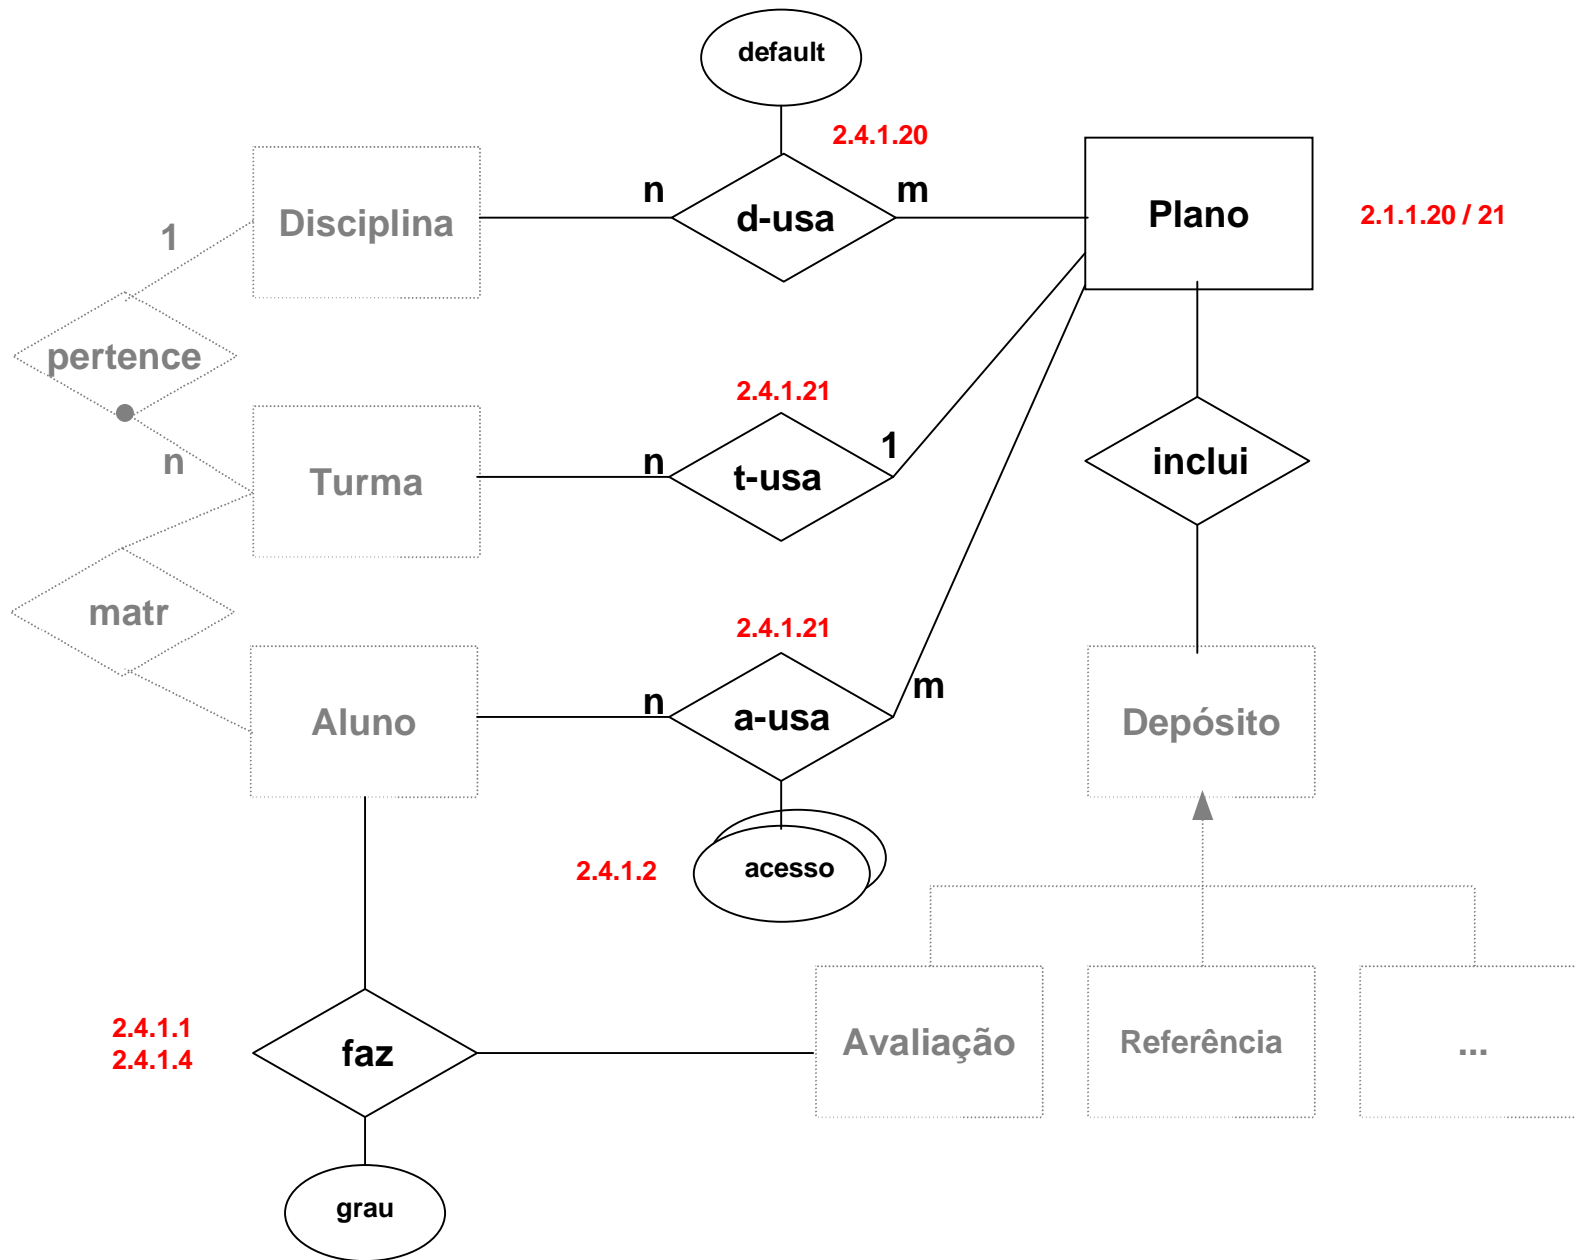 default
2.4.1.20
n
m
Disciplina
d-usa
Plano
2.1.1.20 / 21
1
pertence
2.4.1.21
n
Turma
n
t-usa
1
inclui
matr
2.4.1.21
n
m
Aluno
a-usa
Depósito
2.4.1.2
acesso
2.4.1.1
2.4.1.4
faz
Avaliação
Referência
...
grau